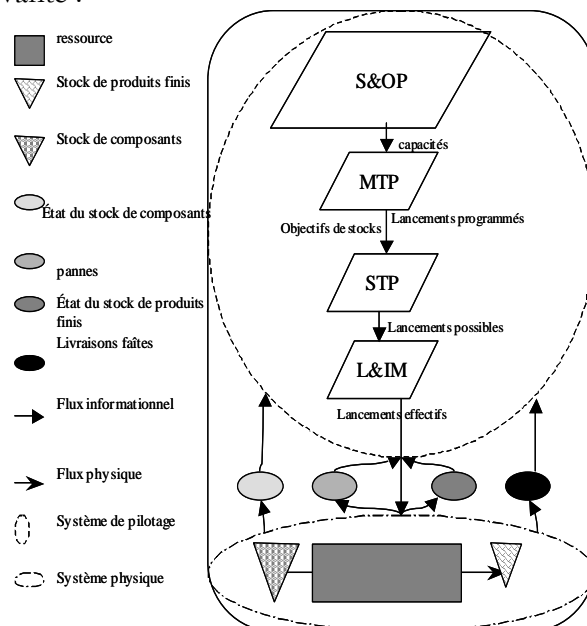 ressource
Stock de produits finis
Stock de composants
État du stock de composants
pannes
État du stock de produits
finis
Livraisons faîtes
Flux informationnel
Flux physique
Système de pilotage
Système physique
S&OP
capacités
MTP
Lancements programmés
Objectifs de stocks
STP
Lancements possibles
L&IM
Lancements effectifs